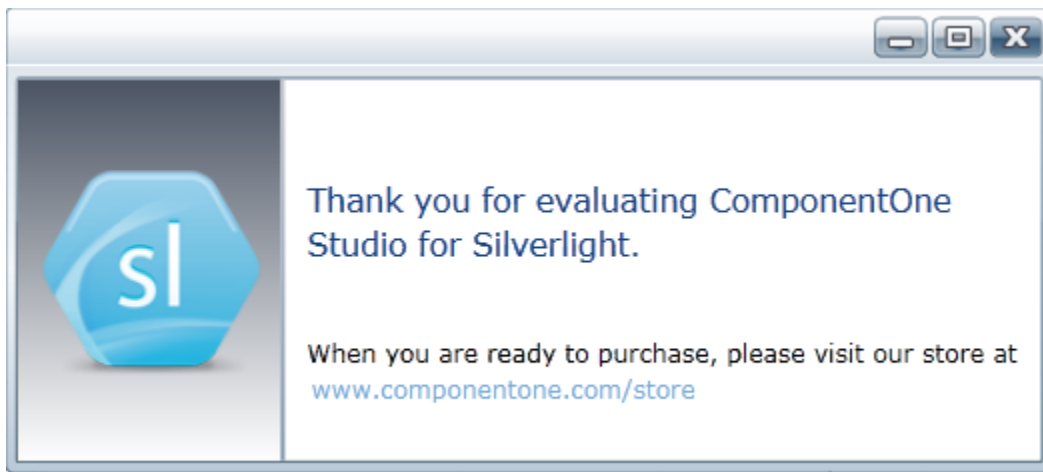 sl
Thank you for evaluating ComponentOne
Studio for Silverlight.
When you are ready to purchase, please visit our store at
www.componentone.com/store